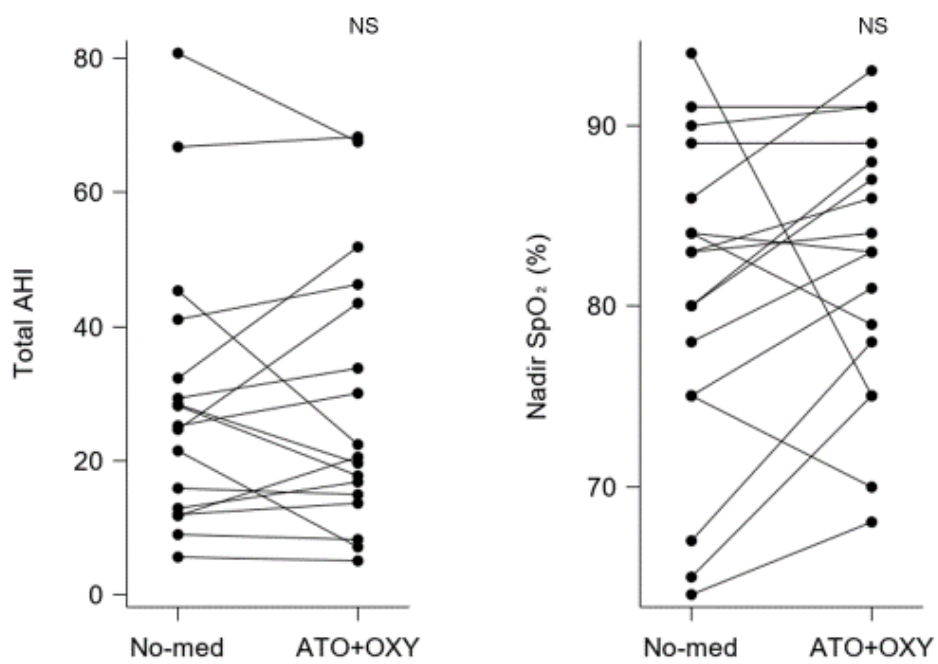 NS
Total AHI
80
60
40
20
0
No-med ATO+OXY
NS
Nadir SpO₂ (%)
90
80
70
No-med ATO+OXY